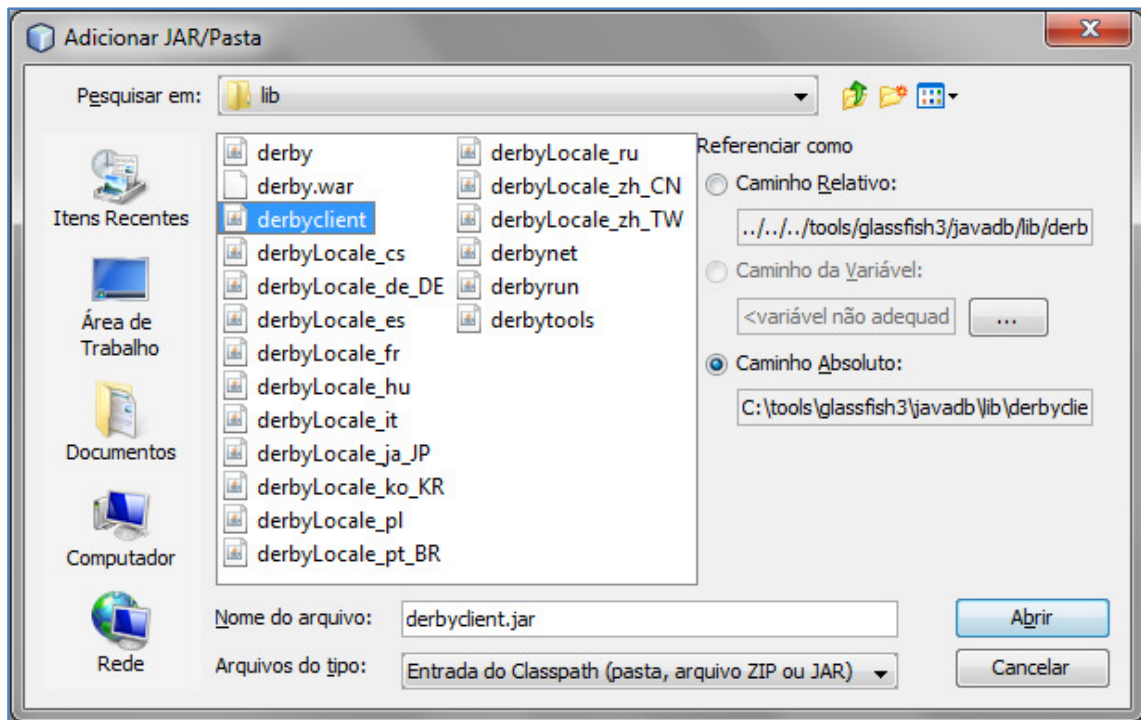 Adicionar JAR/Pasta
Pesquisar em:
lib
Itens Recentes
Área de
Trabalho
Documentos
Computador
Rede
derby
derby.war
derbyclient
derbyLocale_cs
derbyLocale_de_DE
derbyLocale_es
derbyLocale_fr
derbyLocale_hu
derbyLocale_it
derbyLocale_ja_JP
derbyLocale_ko_KR
derbyLocale_pl
derbyLocale_pt_BR
derbyLocale_ru
derbyLocale_zh_CN
derbyLocale_zh_TW
derbynet
derbyrun
derbytools
Referenciar como
Caminho Relativo:
../../../tools/glassfish3/javadb/lib/derb
Caminho da Variável:
<variável não adequad
...
Caminho Absoluto:
C:\tools\glassfish3\javadb\lib\derbyclie
Nome do arquivo:
derbyclient.jar
Abrir
Arquivos do tipo:
Entrada do Classpath (pasta, arquivo ZIP ou JAR)
Cancelar